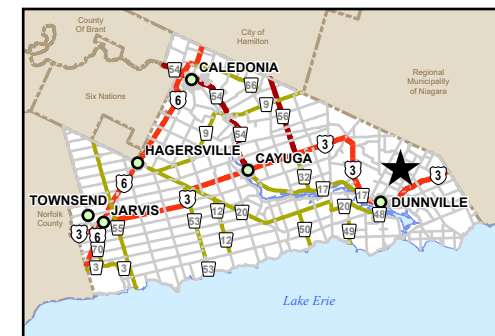 County
Of Brant
City of
Hamilton
Regional
Municipality
of Niagara
Six Nations
Norfolk
County
CALEDONIA
HAGERSVILLE
CAYUGA
TOWNSEND
JARVIS
DUNNVILLE
Lake Erie
54
6
54
66
9
56
9
54
3
6
3
32
17
3
17
3
20
48
3
6
55
70
53
12
20
12
50
49
3
3
53